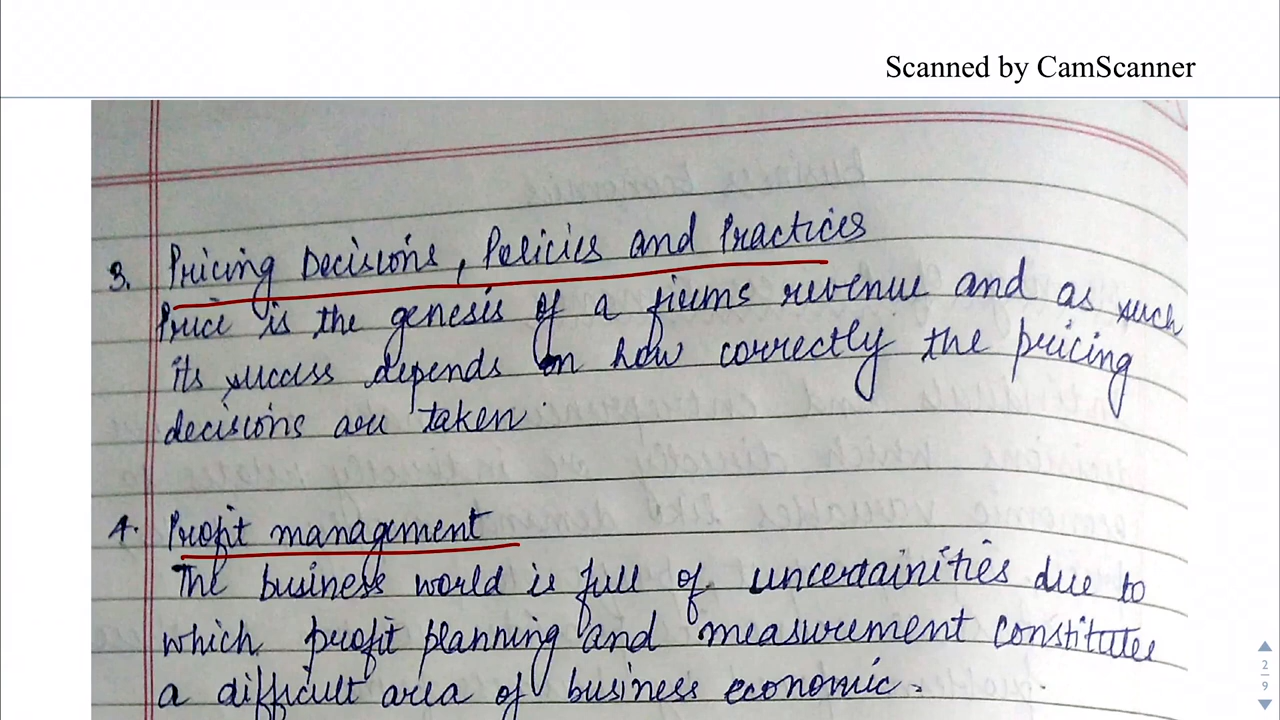 Scanned by CamScanner
3. Pricing Decisions, Policies and Practices
Price is the genesis of a firms revenue and as such
its success depends on how correctly the pricing
decisions are taken.
4. Profit management
The business world is full of uncertainities due to
which profit planning and measurement constitutes
a difficult area of business economic.
2
9